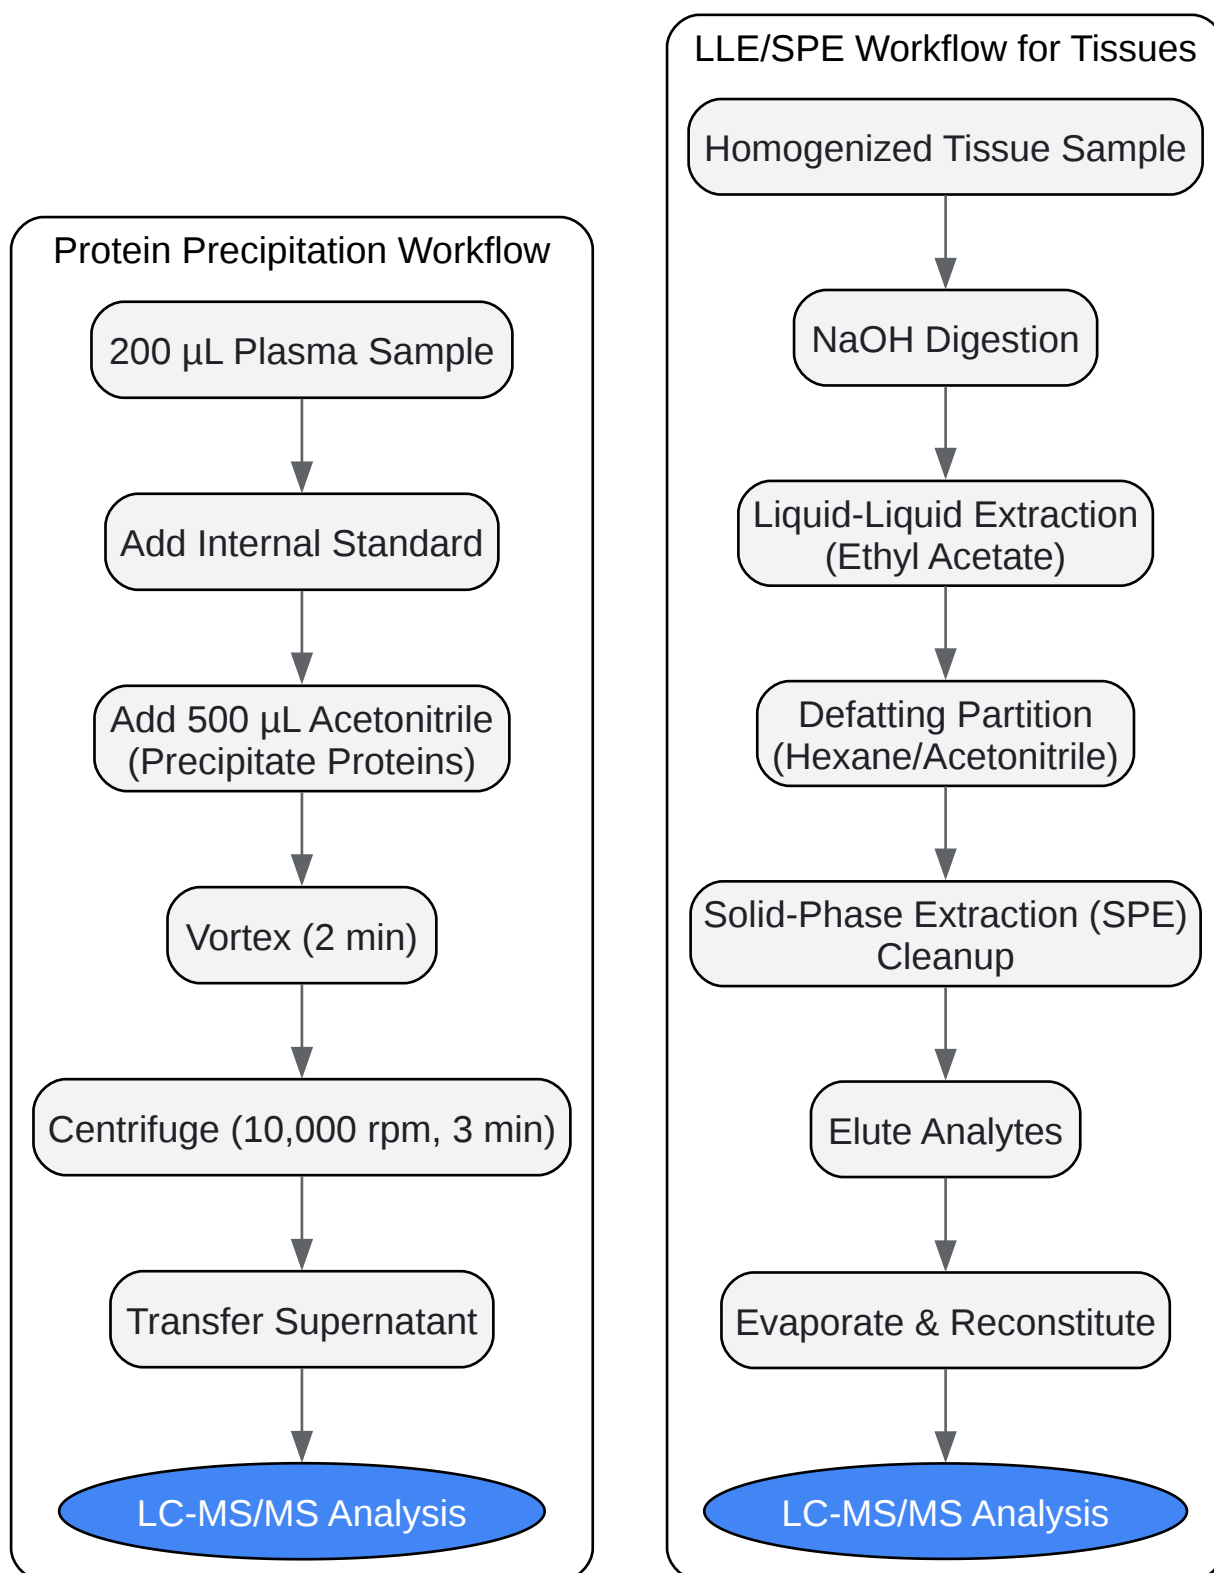 Protein Precipitation Workflow
200 µL Plasma Sample
Add Internal Standard
Add 500 µL Acetonitrile
(Precipitate Proteins)
Vortex (2 min)
Centrifuge (10,000 rpm, 3 min)
Transfer Supernatant
LC-MS/MS Analysis
LLE/SPE Workflow for Tissues
Homogenized Tissue Sample
NaOH Digestion
Liquid-Liquid Extraction
(Ethyl Acetate)
Defatting Partition
(Hexane/Acetonitrile)
Solid-Phase Extraction (SPE)
Cleanup
Elute Analytes
Evaporate & Reconstitute
LC-MS/MS Analysis